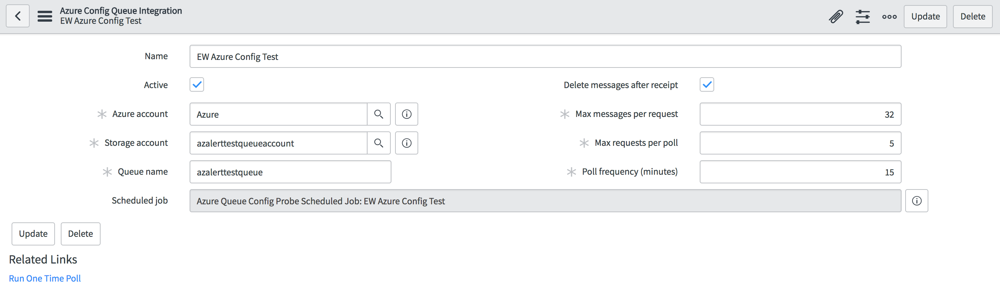 Azure Config Queue Integration
EW Azure Config Test
Update
Delete
Name
EW Azure Config Test
Active
Delete messages after receipt
Azure account
Azure
Max messages per request
32
Storage account
azalerttestqueueaccount
Max requests per poll
5
Queue name
azalerttestqueue
Poll frequency (minutes)
15
Scheduled job
Azure Queue Config Probe Scheduled Job: EW Azure Config Test
Update
Delete
Related Links
Run One Time Poll